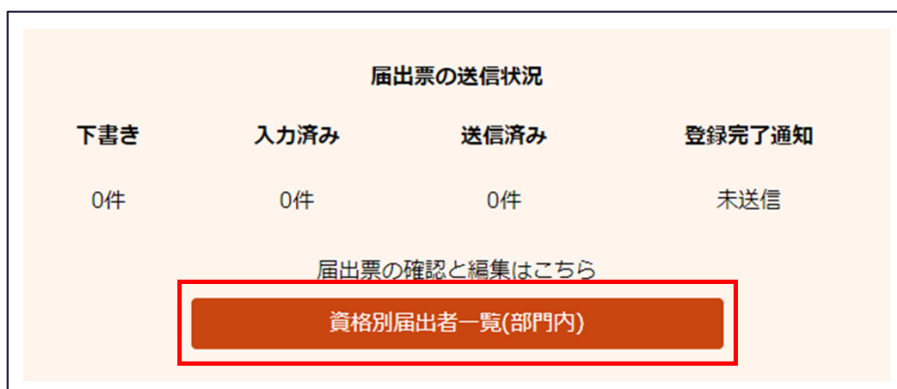 届出票の送信状況
下書き 入力済み 送信済み 登録完了通知
0件 0件 0件 未送信
届出票の確認と編集はこちら
資格別届出者一覧(部門内)